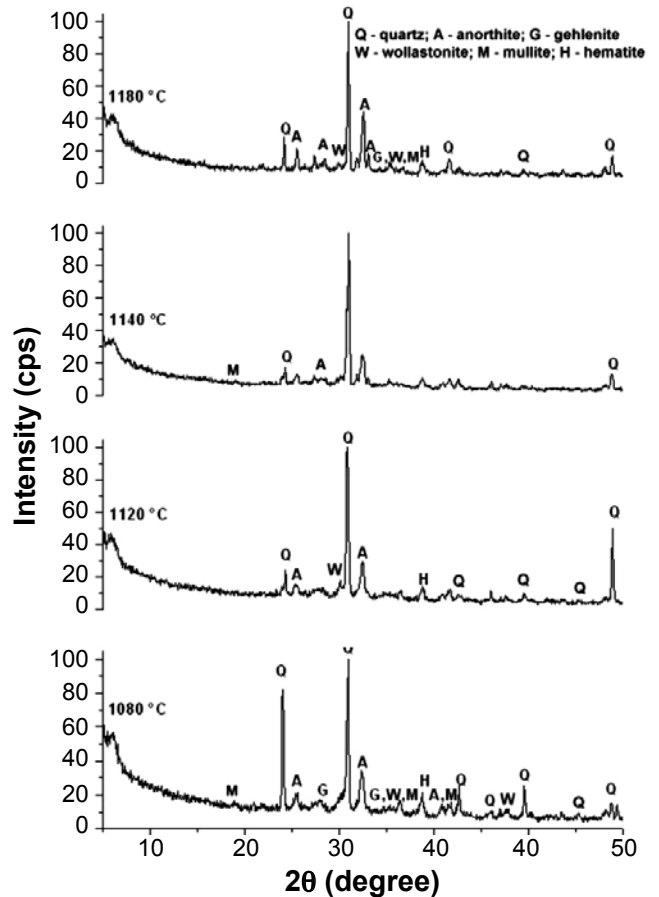 Q - quartz; A - anorthite; G - gehlenite
W - wollastonite; M - mullite; H - hematite
Intensity (cps)
1180 °C
100
80
60
40
20
0
Q
A
A
W
Q
A
A
G,W,M
H
Q
Q
Q
1140 °C
100
80
60
40
20
0
M
Q
A
Q
1120 °C
100
80
60
40
20
0
Q
A
W
Q
A
H
Q
Q
Q
Q
1080 °C
100
80
60
40
20
0
M
Q
A
G
Q
A
G,W,M
H
A,M
Q
Q
W
Q
Q
Q
10 20 30 40 40 50
2θ (degree)